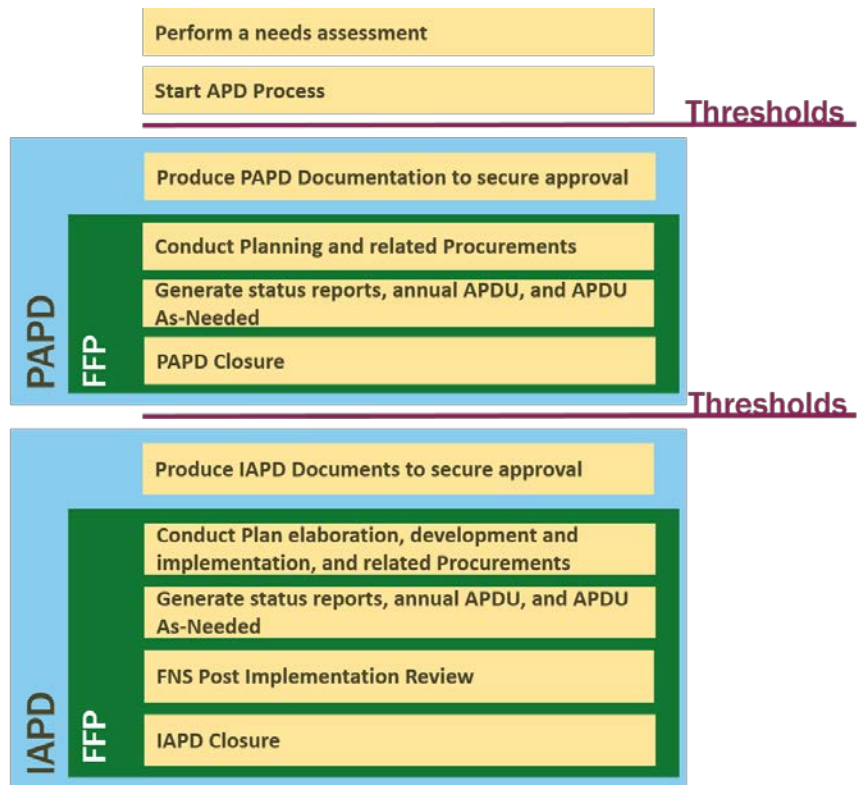 Perform a needs assessment
Start APD Process
Thresholds
PAPD
FFP
Produce PAPD Documentation to secure approval
Conduct Planning and related Procurements
Generate status reports, annual APDU, and APDU
As-Needed
PAPD Closure
Thresholds
IAPD
FFP
Produce IAPD Documents to secure approval
Conduct Plan elaboration, development and
implementation, and related Procurements
Generate status reports, annual APDU, and APDU
As-Needed
FNS Post Implementation Review
IAPD Closure